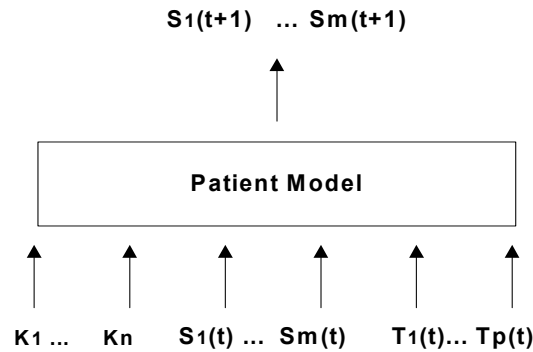 S1(t+1) ... Sm(t+1)
Patient Model
K1 ... Kn S1(t) ... Sm(t) T1(t)... Tp(t)